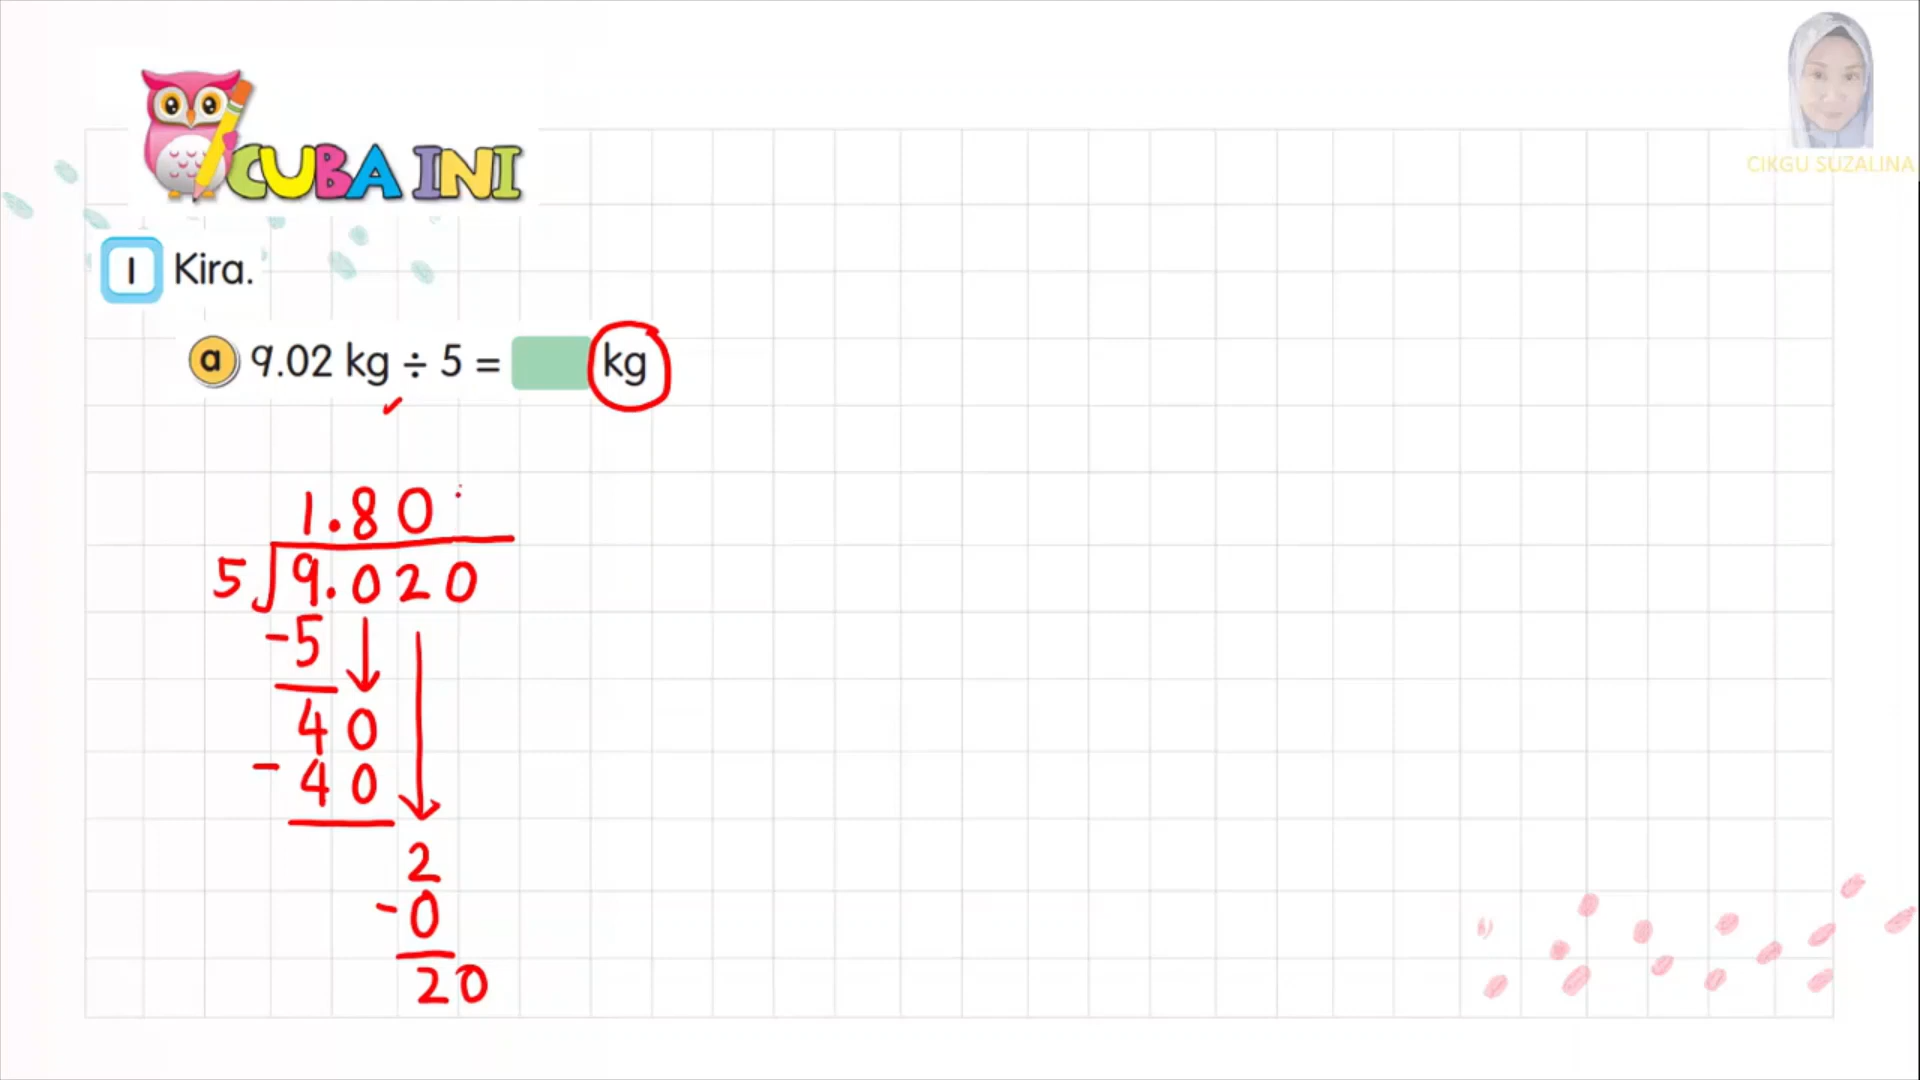 CUBA INI
CIKGU SUZALINA
1 Kira.
a 9.02 kg ÷ 5 = kg
1.80
5 9.020
-5
40
-40
2
-0
20